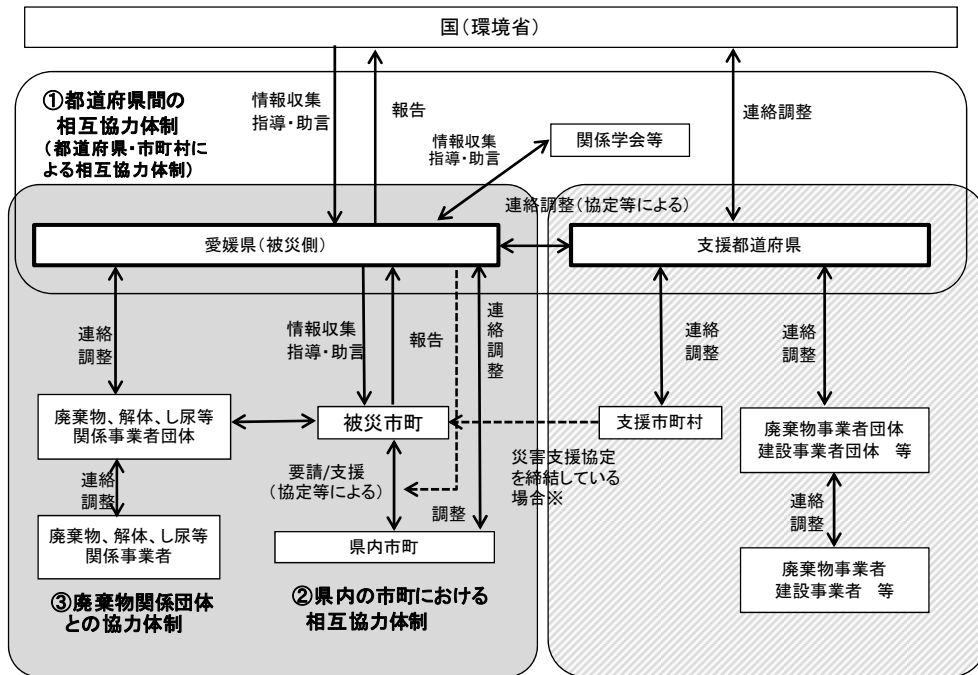 国(環境省)
①都道府県間の
相互協力体制
(都道府県・市町村に
よる相互協力体制)
情報収集
指導・助言
報告
情報収集
指導・助言
関係学会等
連絡調整
連絡調整(協定等による)
愛媛県(被災側)
支援都道府県
連絡
調整
情報収集
指導・助言
報告
連絡調整
連絡
調整
連絡
調整
廃棄物、解体、し尿等
関係事業者団体
被災市町
支援市町村
廃棄物事業者団体
建設事業者団体 等
連絡
調整
要請/支援
(協定等による)
調整
災害支援協定
を締結している
場合※
連絡
調整
廃棄物、解体、し尿等
関係事業者
県内市町
廃棄物事業者
建設事業者 等
③廃棄物関係団体
との協力体制
②県内の市町における
相互協力体制